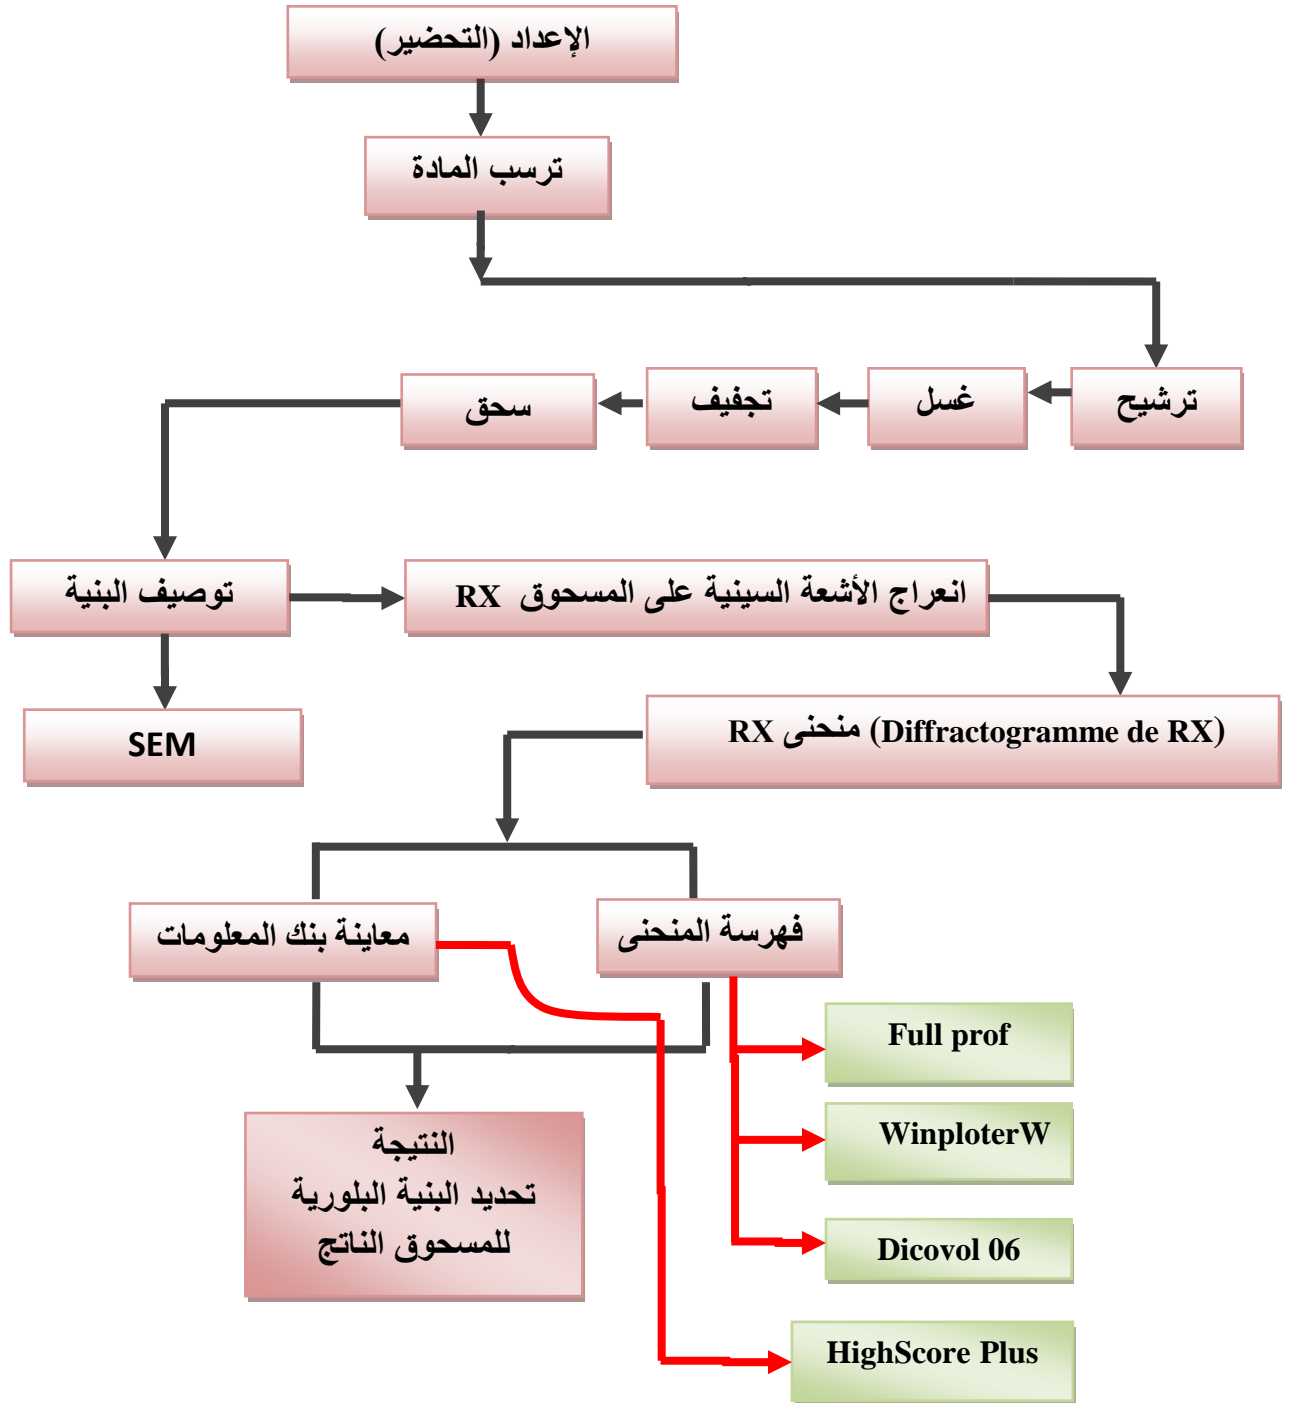 الإعداد (التحضير)
ترسب المادة
ترشيح
غسل
تجفيف
سحق
توصيف البنية
انعراج الأشعة السينية على المسحوق RX
SEM
منحنى RX (Diffractogramme de RX)
فهرسة المنحنى
معاينة بنك المعلومات
Full prof
WinploterW
Dicovol 06
HighScore Plus
النتيجة
تحديد البنية البلورية
للمسحوق الناتج